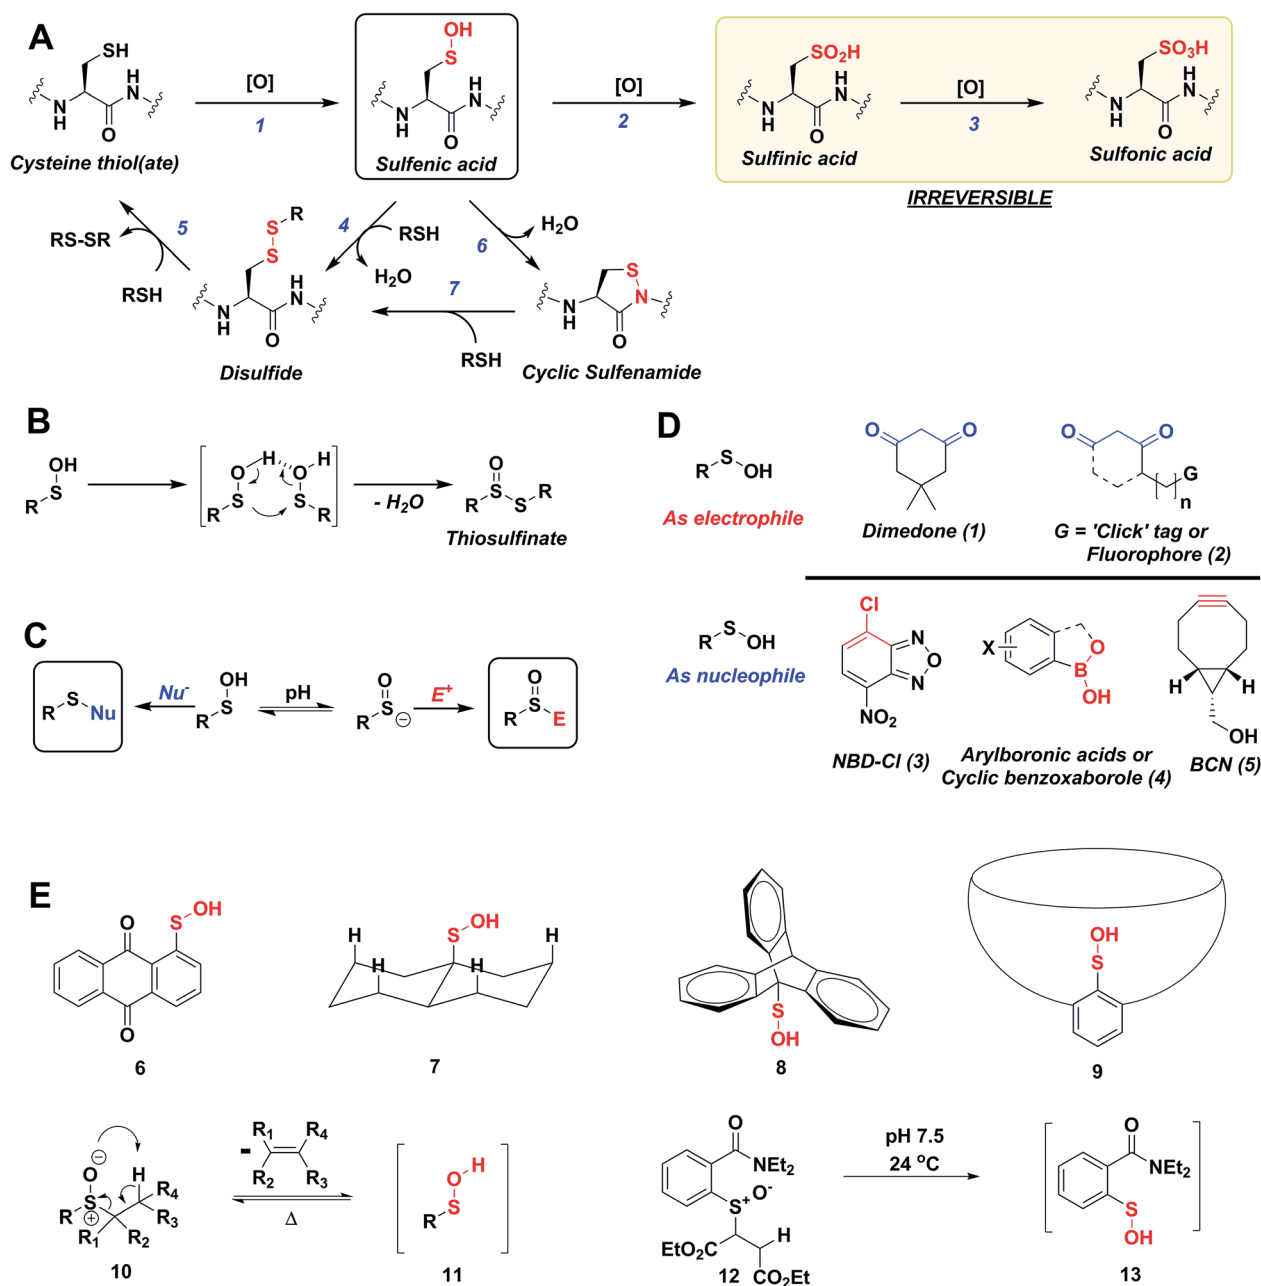 A
SH
H
N
N
H
O
Cysteine thiol(ate)
[O]
1
OH
S
H
N
N
H
O
Sulfenic acid
[O]
2
SO2H
H
N
N
H
O
Sulfinic acid
[O]
3
SO3H
H
N
N
H
O
Sulfonic acid
IRREVERSIBLE
RS-SR
5
RSH
S
S
R
H
N
N
H
O
Disulfide
4
RSH
H2O
6
H2O
7
RSH
S
N
N
H
O
Cyclic Sulfenamide
B
OH
S
R
O
H
O
H
S
R
S
R
- H2O
O
S
R
S
R
Thiosulfinate
C
R
S
Nu
Nu-
OH
S
R
pH
O
S
R
−
E+
O
S
R
E
D
R
S
OH
As electrophile
O
O
Dimedone (1)
O
O
G
n
G = 'Click' tag or
Fluorophore (2)
R
S
OH
As nucleophile
Cl
N
O
N
NO2
NBD-Cl (3)
X
O
B
OH
Arylboronic acids or
Cyclic benzoxaborole (4)
H
H
OH
BCN (5)
E
O
S
OH
O
6
H
H
S
OH
H
H
7
S
OH
8
OH
S
9
−
O
H
R4
S
R
+
R3
R1
R2
10
-
R1
R4
R2
R3
Δ
O
H
S
R
11
O
NEt2
S+
O-
EtO2C
H
CO2Et
12
pH 7.5
24 oC
O
NEt2
S
OH
13